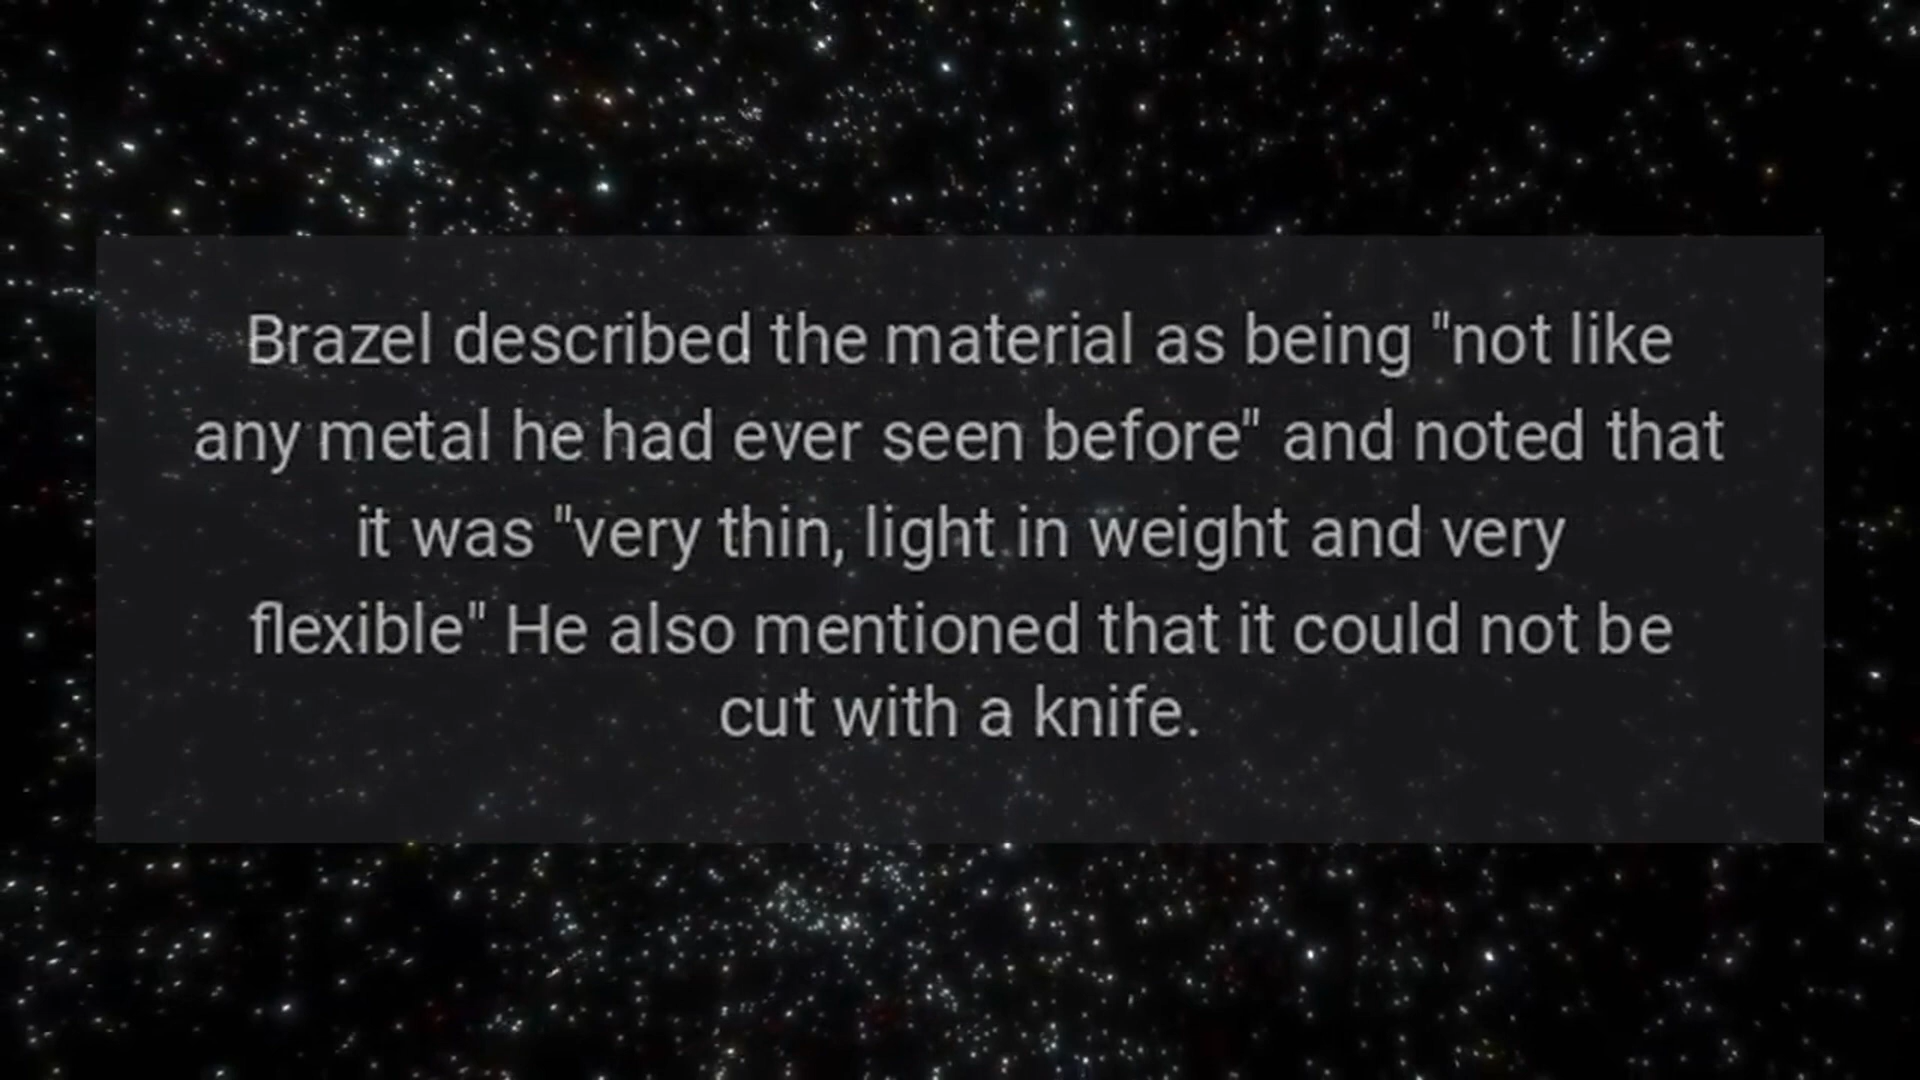 Brazel described the material as being "not like
any metal he had ever seen before" and noted that
it was "very thin, light in weight and very
flexible" He also mentioned that it could not be
cut with a knife.